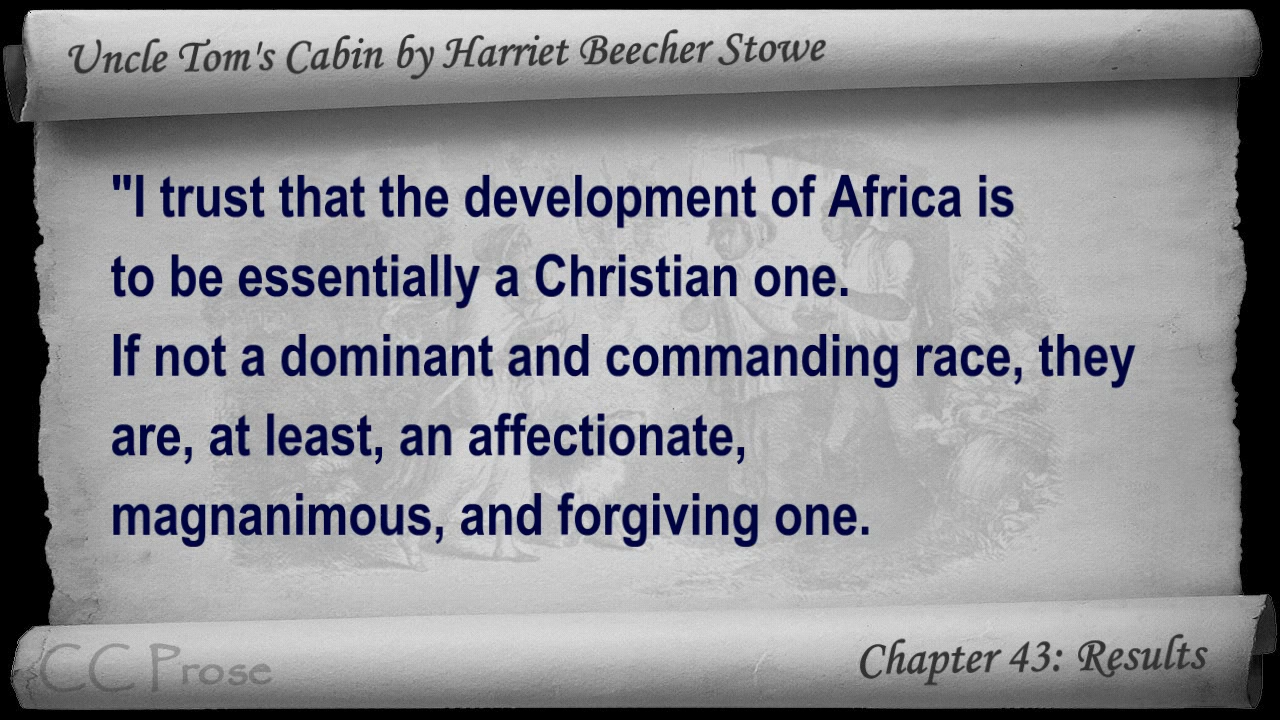 Uncle Tom's Cabin by Harriet Beecher Stowe
"I trust that the development of Africa is
to be essentially a Christian one.
If not a dominant and commanding race, they
are, at least, an affectionate,
magnanimous, and forgiving one.
CC Prose
Chapter 43: Results